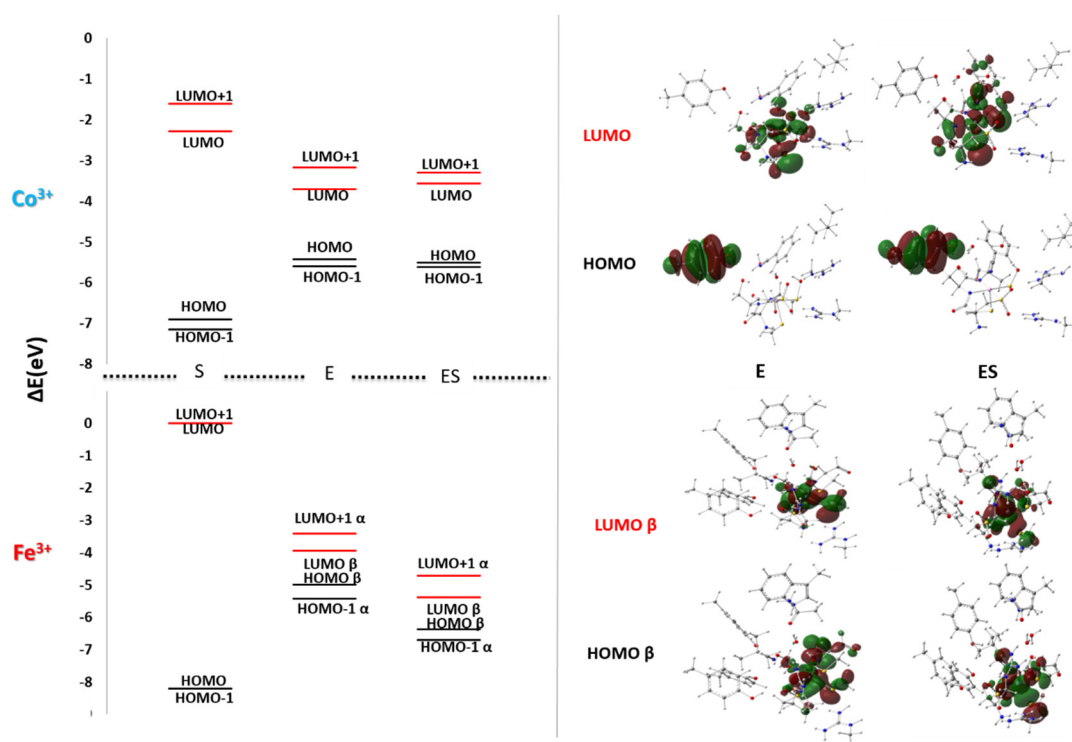 0
-1
-2
-3
-4
-5
-6
-7
-8
LUMO+1
LUMO
HOMO
HOMO-1
LUMO+1
LUMO
HOMO
HOMO-1
LUMO+1
LUMO
HOMO
HOMO-1
Co³⁺
ΔE(eV)
S
E
ES
0
-1
-2
-3
-4
-5
-6
-7
-8
LUMO+1
LUMO
HOMO
HOMO-1
LUMO+1 α
LUMO β
HOMO β
HOMO-1 α
LUMO+1 α
LUMO β
HOMO β
HOMO-1 α
Fe³⁺
LUMO
HOMO
E
ES
LUMO β
HOMO β